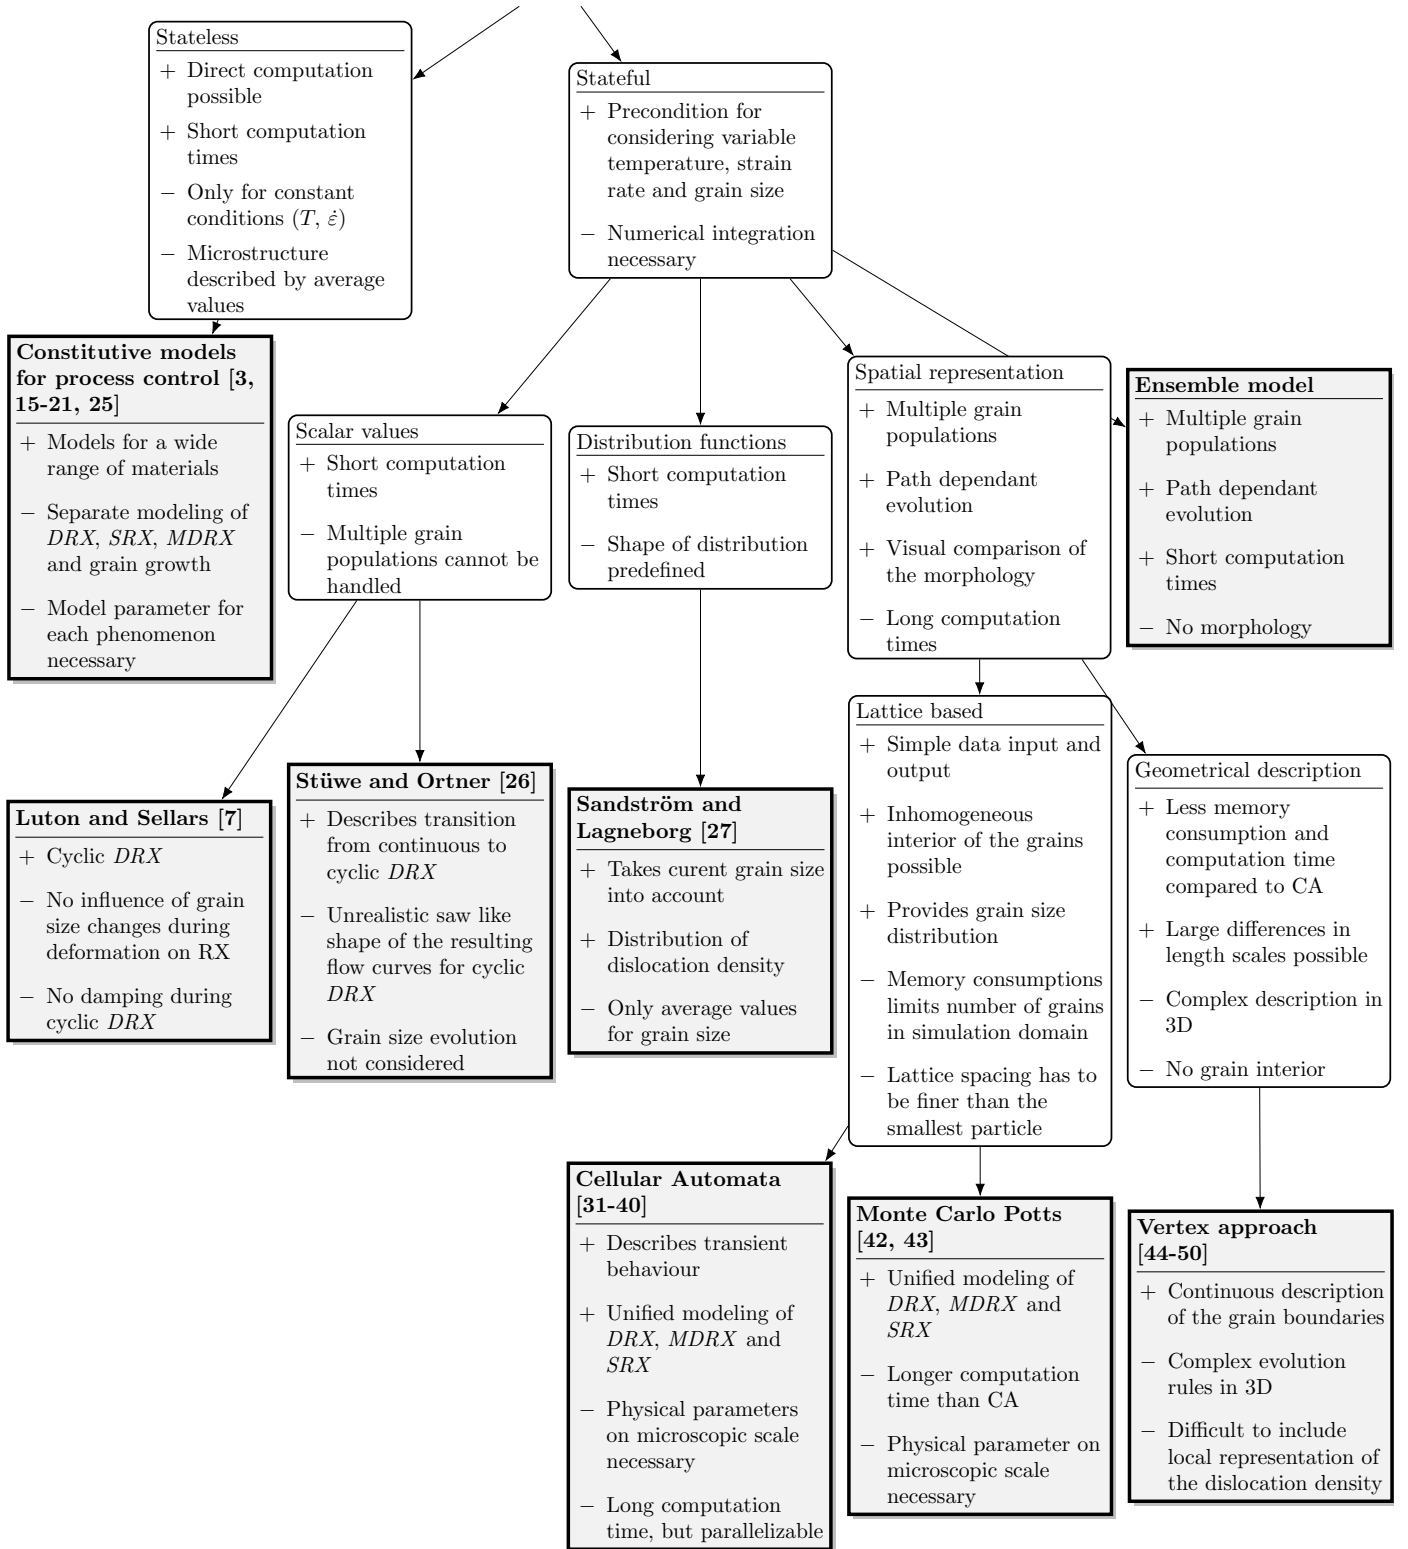 Stateless
+ Direct computation
possible
+ Short computation
times
− Only for constant
conditions (T, ε̇)
− Microstructure
described by average
values
Stateful
+ Precondition for
considering variable
temperature, strain
rate and grain size
− Numerical integration
necessary
Constitutive models
for process control [3,
15-21, 25]
+ Models for a wide
range of materials
− Separate modeling of
DRX, SRX, MDRX
and grain growth
− Model parameter for
each phenomenon
necessary
Scalar values
+ Short computation
times
− Multiple grain
populations cannot be
handled
Distribution functions
+ Short computation
times
− Shape of distribution
predefined
Spatial representation
+ Multiple grain
populations
+ Path dependant
evolution
+ Visual comparison of
the morphology
− Long computation
times
Ensemble model
+ Multiple grain
populations
+ Path dependant
evolution
+ Short computation
times
− No morphology
Luton and Sellars [7]
+ Cyclic DRX
− No influence of grain
size changes during
deformation on RX
− No damping during
cyclic DRX
Stüwe and Ortner [26]
+ Describes transition
from continuous to
cyclic DRX
− Unrealistic saw like
shape of the resulting
flow curves for cyclic
DRX
− Grain size evolution
not considered
Sandström and
Lagneborg [27]
+ Takes curent grain size
into account
+ Distribution of
dislocation density
− Only average values
for grain size
Lattice based
+ Simple data input and
output
+ Inhomogeneous
interior of the grains
possible
+ Provides grain size
distribution
− Memory consumptions
limits number of grains
in simulation domain
− Lattice spacing has to
be finer than the
smallest particle
Geometrical description
+ Less memory
consumption and
computation time
compared to CA
+ Large differences in
length scales possible
− Complex description in
3D
− No grain interior
Cellular Automata
[31-40]
+ Describes transient
behaviour
+ Unified modeling of
DRX, MDRX and
SRX
− Physical parameters
on microscopic scale
necessary
− Long computation
time, but parallelizable
Monte Carlo Potts
[42, 43]
+ Unified modeling of
DRX, MDRX and
SRX
− Longer computation
time than CA
− Physical parameter on
microscopic scale
necessary
Vertex approach
[44-50]
+ Continuous description
of the grain boundaries
− Complex evolution
rules in 3D
− Difficult to include
local representation of
the dislocation density